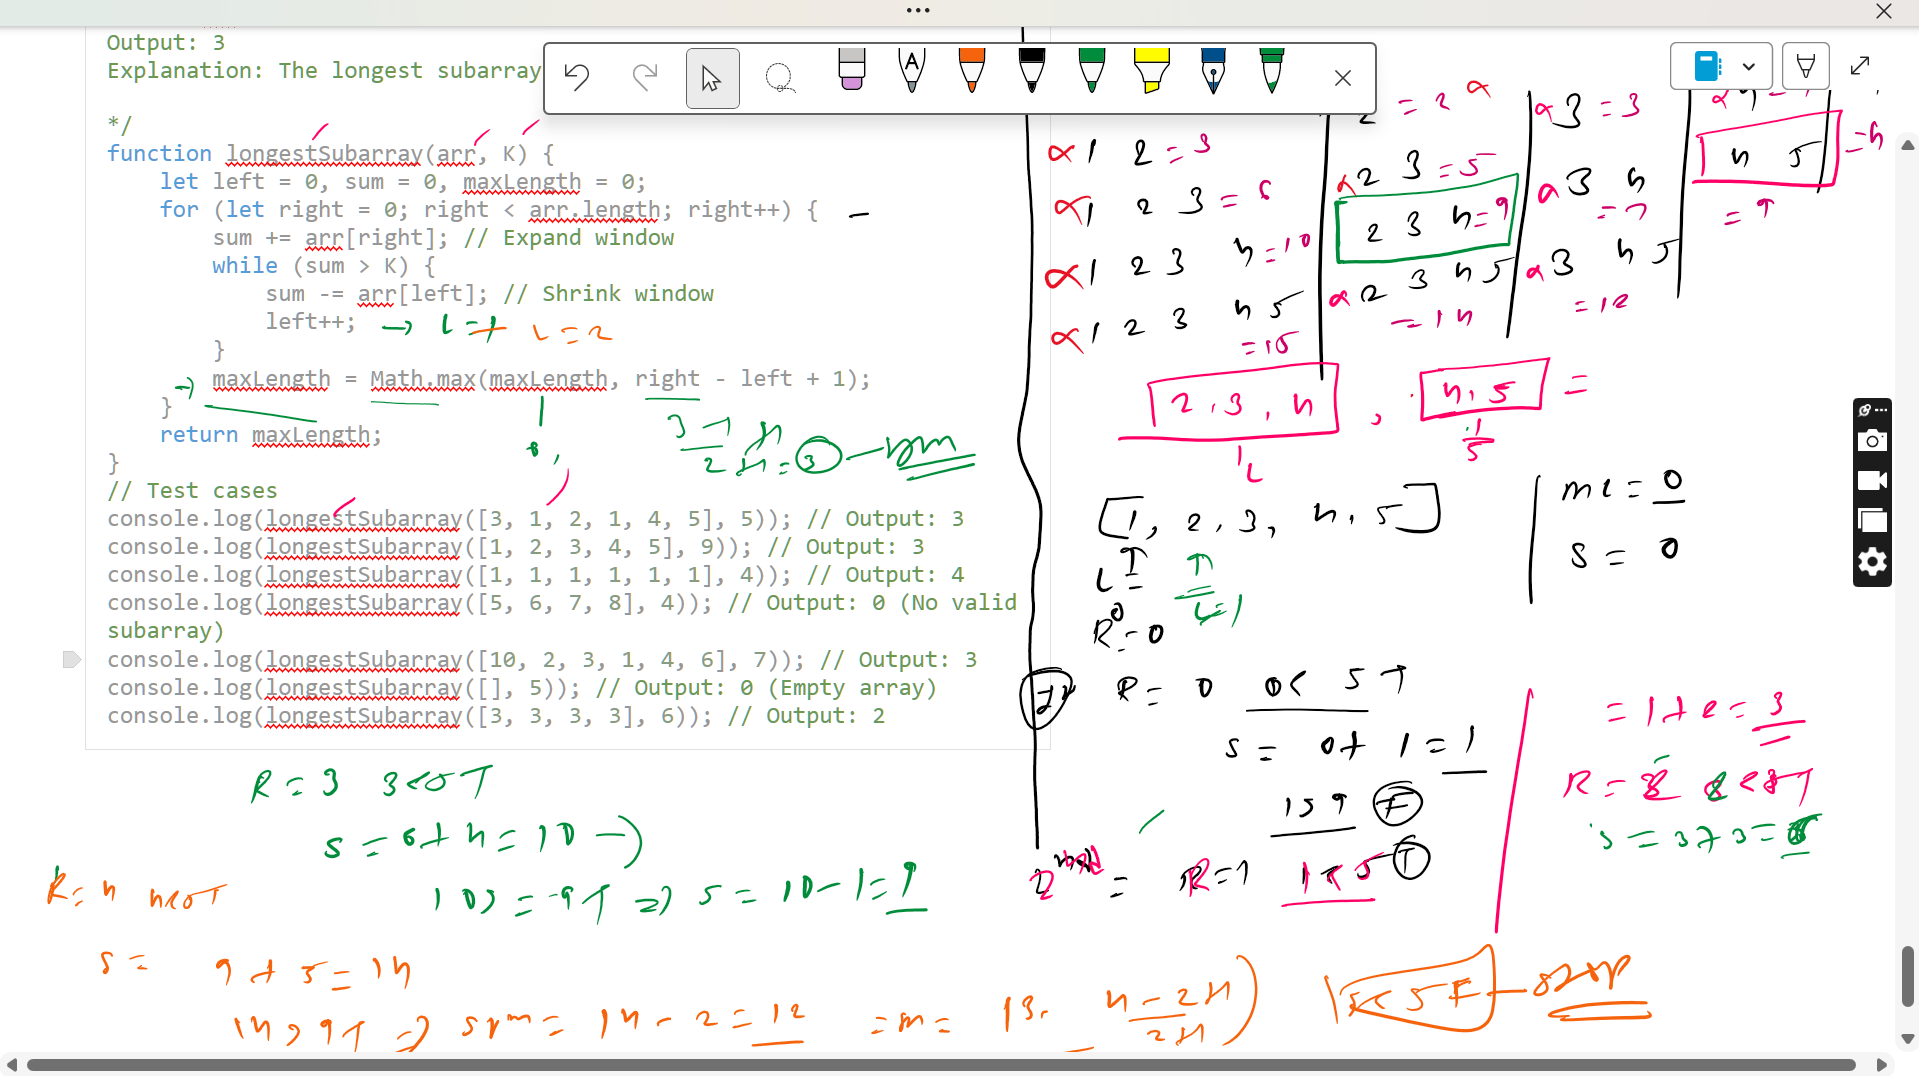 Output: 3
Explanation: The longest subarray
*/
function longestSubarray(arr, K) {
let left = 0, sum = 0, maxLength = 0;
for (let right = 0; right < arr.length; right++) {
sum += arr[right]; // Expand window
while (sum > K) {
sum -= arr[left]; // Shrink window
left++;
L = 1 L = 2
}
maxLength = Math.max(maxLength, right - left + 1);
}
return maxLength;
}
// Test cases
console.log(longestSubarray([3, 1, 2, 1, 4, 5], 5)); // Output: 3
console.log(longestSubarray([1, 2, 3, 4, 5], 9)); // Output: 3
console.log(longestSubarray([1, 1, 1, 1, 1, 1], 4)); // Output: 4
console.log(longestSubarray([5, 6, 7, 8], 4)); // Output: 0 (No valid
subarray)
console.log(longestSubarray([10, 2, 3, 1, 4, 6], 7)); // Output: 3
console.log(longestSubarray([], 5)); // Output: 0 (Empty array)
console.log(longestSubarray([3, 3, 3, 3], 6)); // Output: 2
R = 3 3<5 T
S = 6 + 4 = 10
S = 10 - 1 = 9
R = 4 4<5 T
S = 9 + 5 = 14
14 > 9 T => sum = 14 - 2 = 12
1 2 = 3
1 2 3 = 6
1 2 3 4 = 10
1 2 3 4 5
= 15
= 2
2 3 = 5
2 3 4 = 9
2 3 4 5
= 14
3 = 3
3 4
= 7
3 4 5
= 12
4 5
= 9
2, 3, 4 , 4, 5 =
[1, 2, 3, 4, 5]
L = 0
L = 1
R = 0
ml = 0
S = 0
R = 0 0 < 5 T
S = 0 + 1 = 1
1 > 9 F
2nd = R = 1 1 < 5 T
= 1 + 2 = 3
R = 2 2 < 5 T
S = 3 + 3 = 6
5 < 5 F - stop